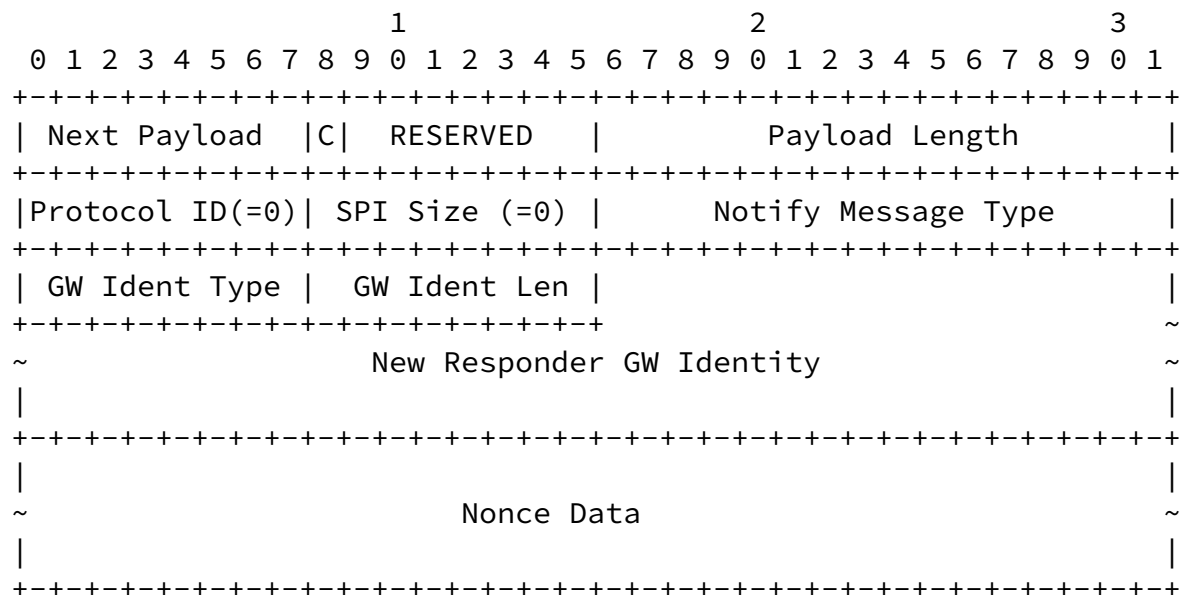 1                   2                   3
 0 1 2 3 4 5 6 7 8 9 0 1 2 3 4 5 6 7 8 9 0 1 2 3 4 5 6 7 8 9 0 1
+-+-+-+-+-+-+-+-+-+-+-+-+-+-+-+-+-+-+-+-+-+-+-+-+-+-+-+-+-+-+-+-+
| Next Payload  |C|  RESERVED   |         Payload Length        |
+-+-+-+-+-+-+-+-+-+-+-+-+-+-+-+-+-+-+-+-+-+-+-+-+-+-+-+-+-+-+-+-+
|Protocol ID(=0)| SPI Size (=0) |      Notify Message Type      |
+-+-+-+-+-+-+-+-+-+-+-+-+-+-+-+-+-+-+-+-+-+-+-+-+-+-+-+-+-+-+-+-+
| GW Ident Type |  GW Ident Len |                               |
+-+-+-+-+-+-+-+-+-+-+-+-+-+-+-+-+                               ~
~                   New Responder GW Identity                   ~
|                                                               |
+-+-+-+-+-+-+-+-+-+-+-+-+-+-+-+-+-+-+-+-+-+-+-+-+-+-+-+-+-+-+-+-+
|                                                               |
~                        Nonce Data                             ~
|                                                               |
+-+-+-+-+-+-+-+-+-+-+-+-+-+-+-+-+-+-+-+-+-+-+-+-+-+-+-+-+-+-+-+-+